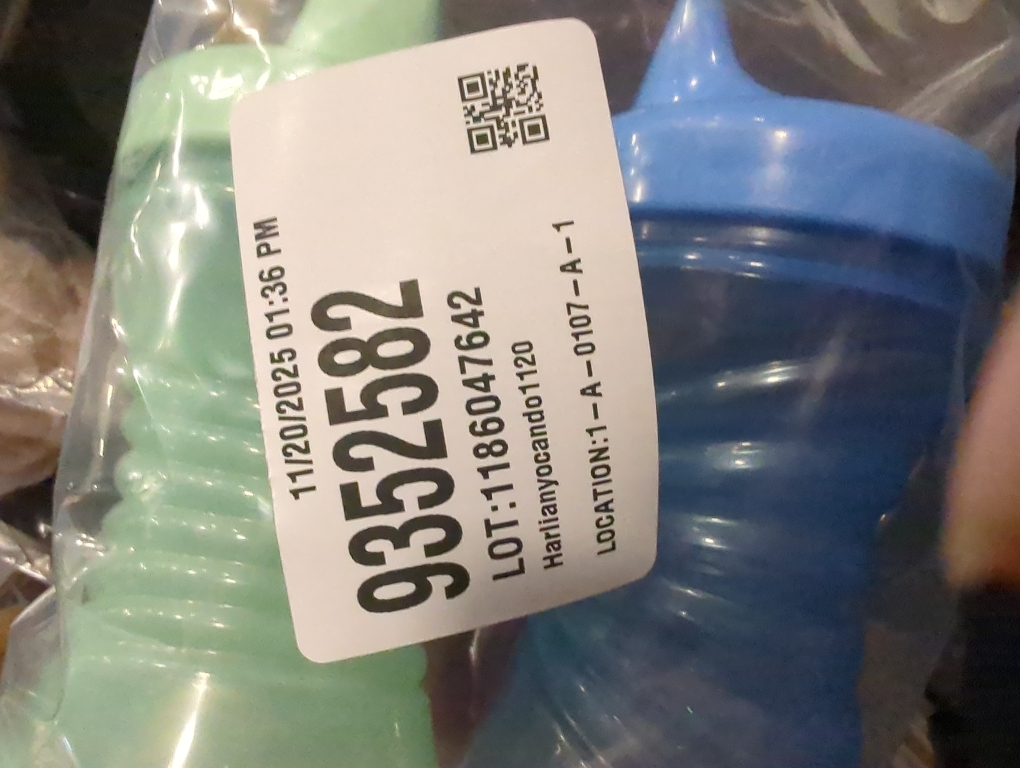 11/20/2025 01:36 PM
9352582
LOT:1186047642
Harlianyocando1120
LOCATION:1-A-0107-A-1